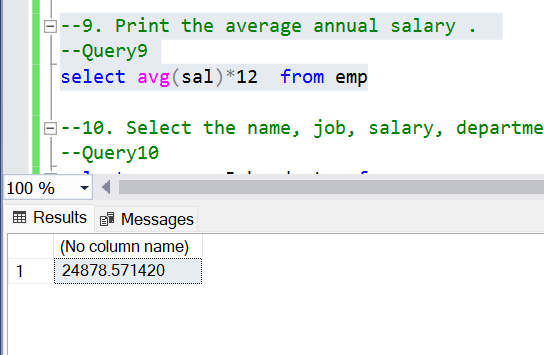 --9. Print the average annual salary .
--Query9
select avg(sal)*12  from emp
--10. Select the name, job, salary, departme
--Query10
100 %
Results Messages
(No column name)
1 24878.571420